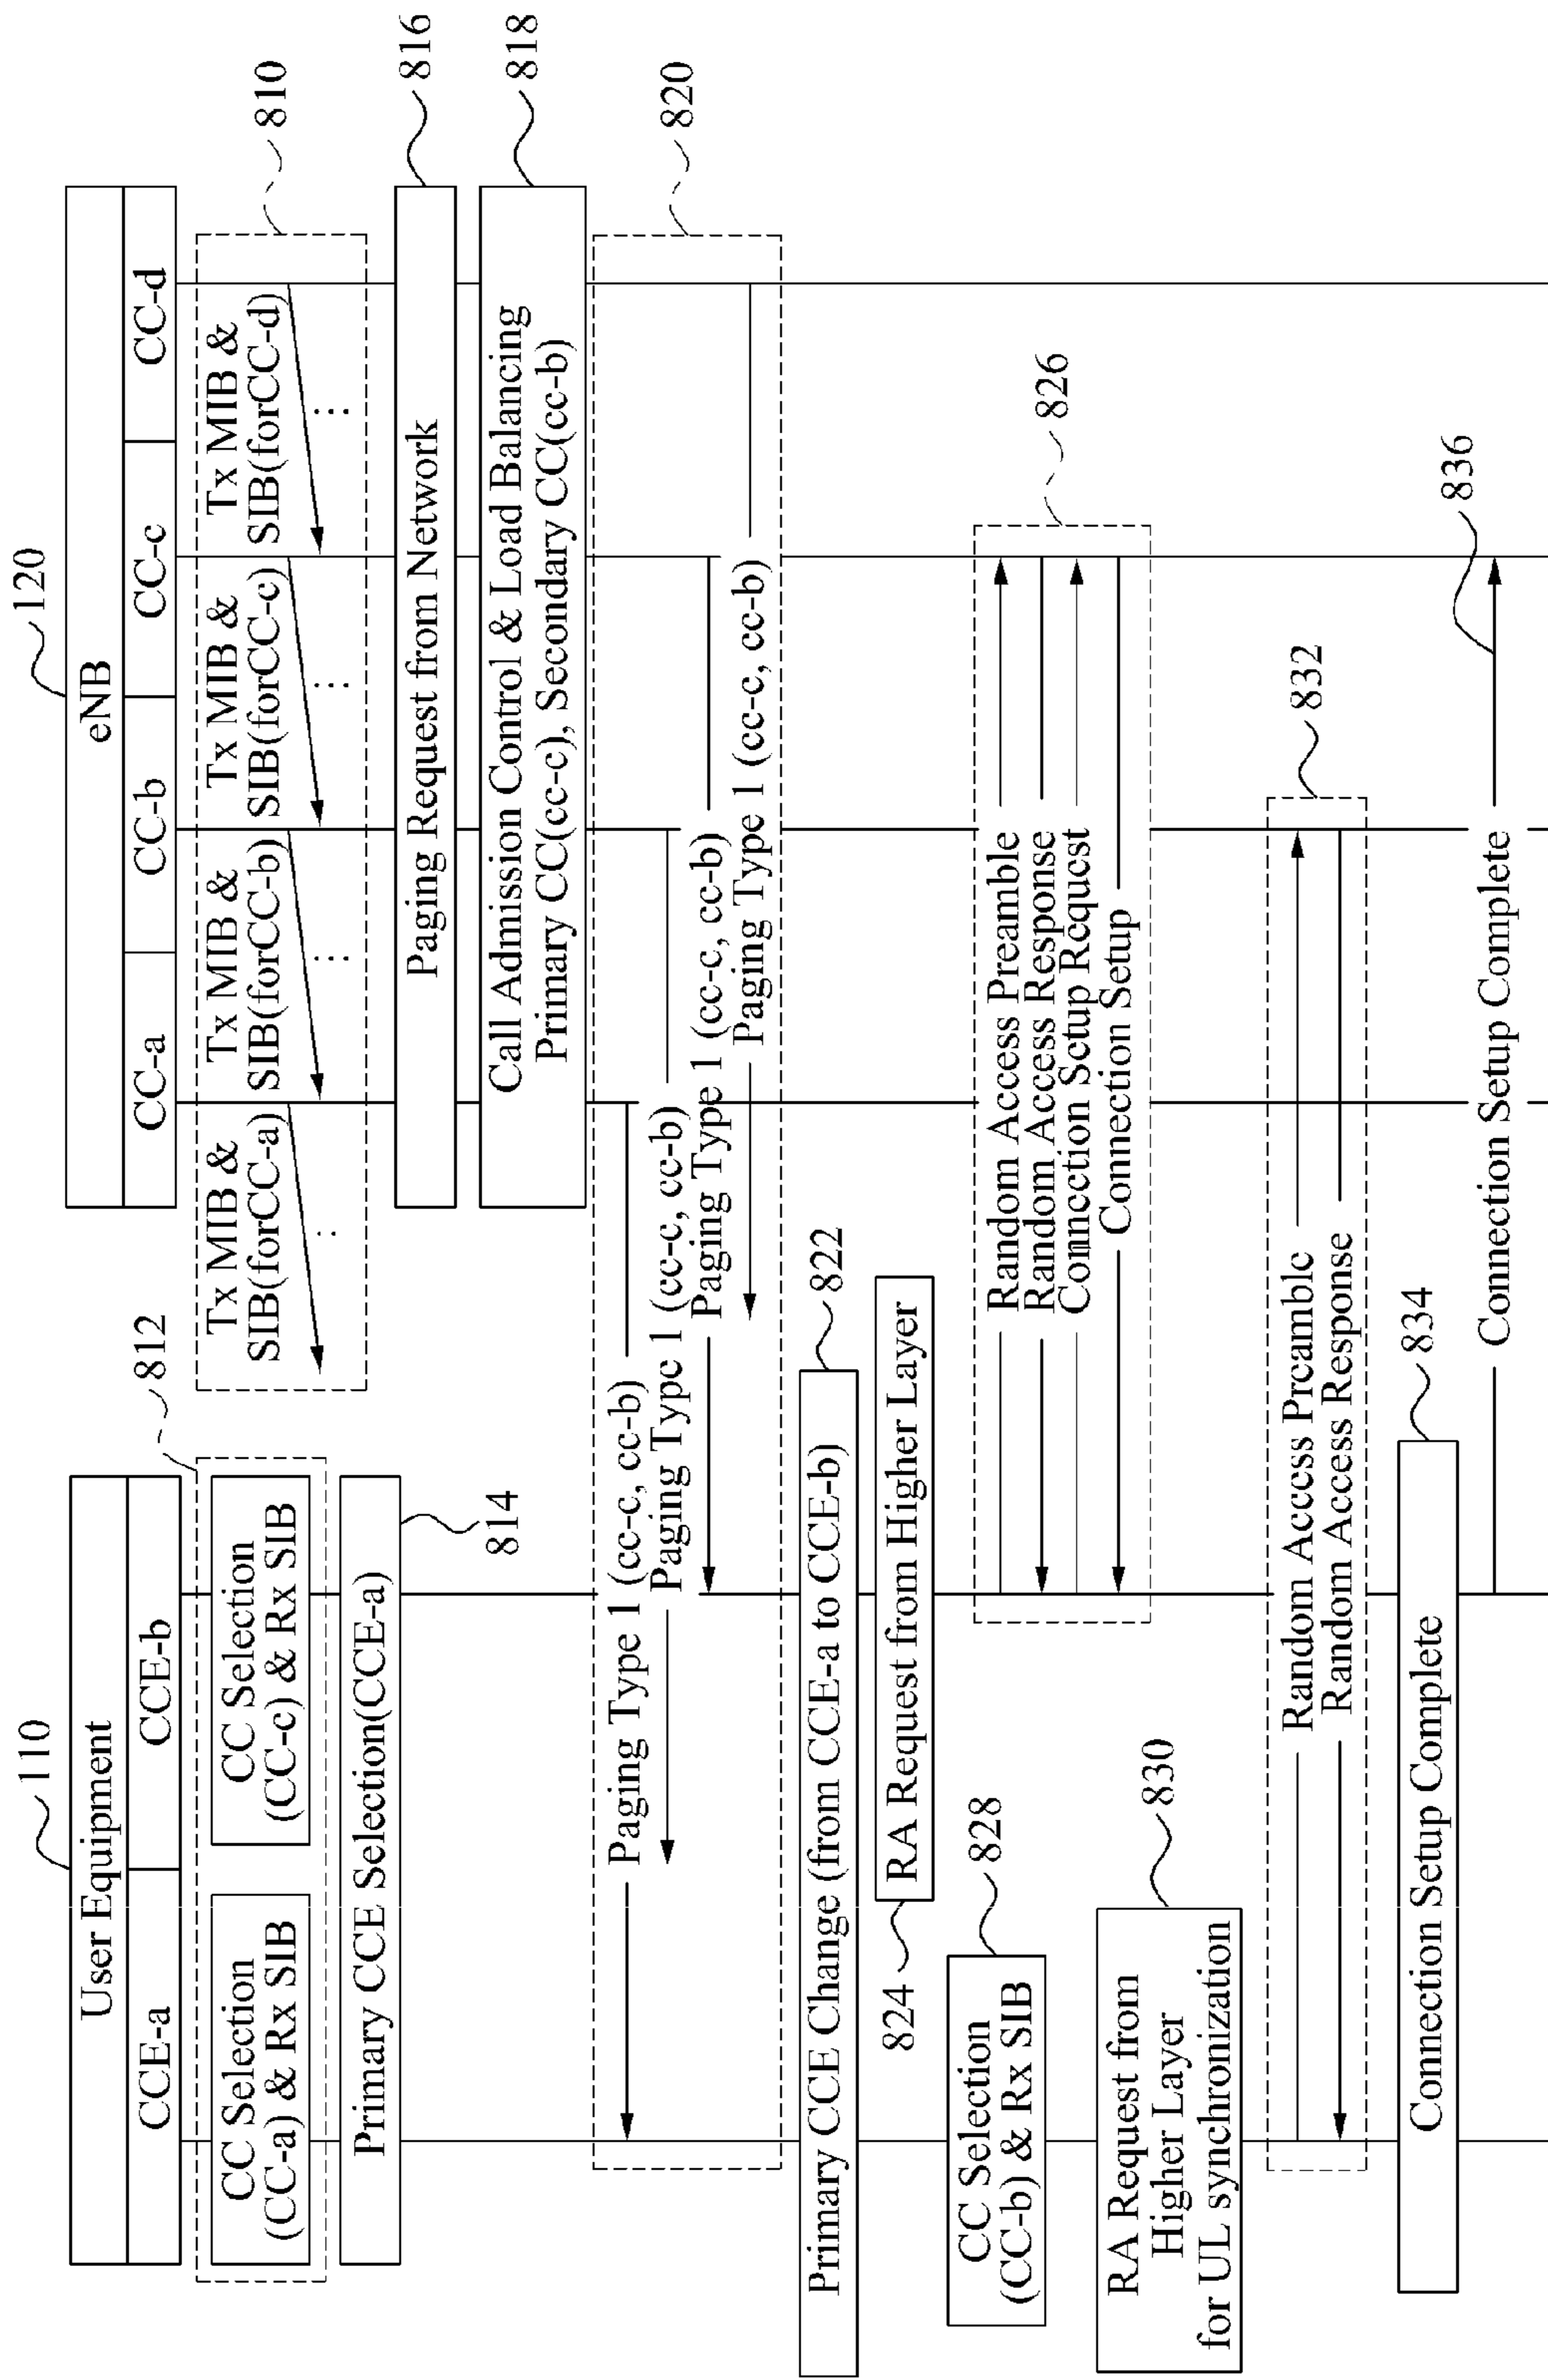 110
120
User Equipment
eNB
CCE-a
CCE-b
CC-a
CC-b
CC-c
CC-d
812
810
CC Selection
(CC-a) & Rx SIB
CC Selection
(CC-c) & Rx SIB
Tx MIB &
SIB(forCC-a)
Tx MIB &
SIB(forCC-b)
Tx MIB &
SIB(forCC-c)
Tx MIB &
SIB(forCC-d)
Primary CCE Selection(CCE-a)
814
Paging Request from Network
816
Call Admission Control & Load Balancing
Primary CC(cc-c), Secondary CC(cc-b)
818
820
Paging Type 1 (cc-c, cc-b)
Paging Type 1 (cc-c, cc-b)
Paging Type 1 (cc-c, cc-b)
Paging Type 1 (cc-c, cc-b)
Primary CCE Change (from CCE-a to CCE-b)
822
824
RA Request from Higher Layer
CC Selection
(CC-b) & Rx SIB
828
826
Random Access Preamble
Random Access Response
Connection Setup Request
Connection Setup
RA Request from
Higher Layer
for UL synchronization
830
832
Random Access Preamble
Random Access Response
Connection Setup Complete
834
Connection Setup Complete
836